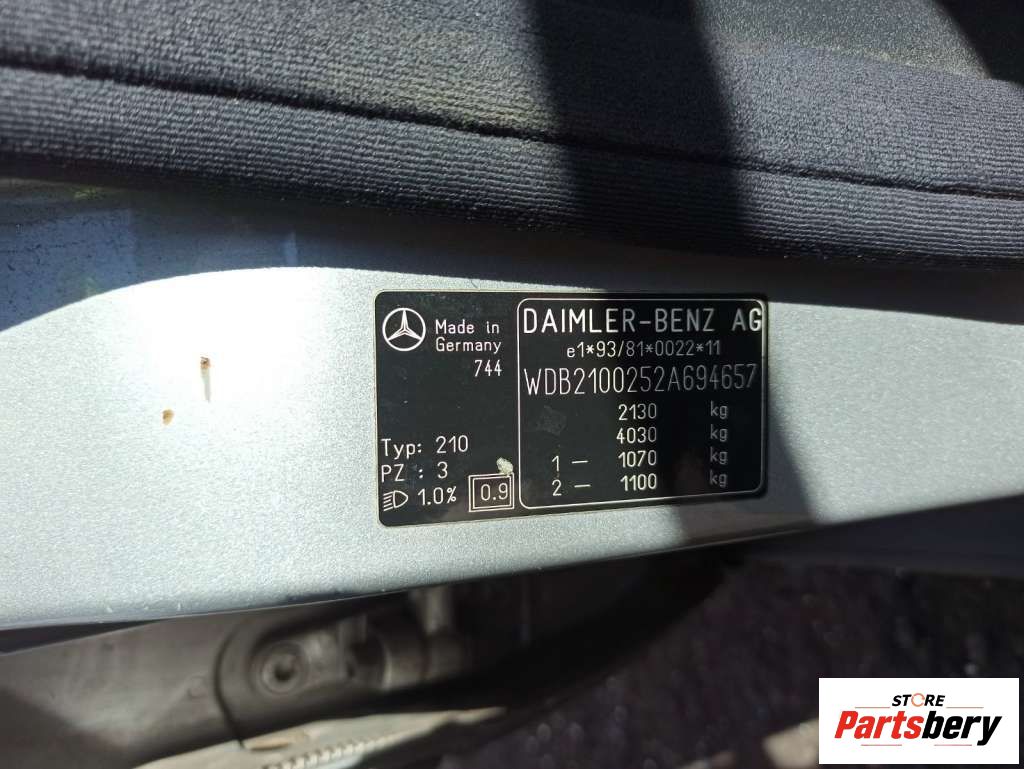 Made in
Germany
744
Typ: 210
PZ : 3
1.0% 0.9
DAIMLER-BENZ AG
e1*93/81*0022*11
WDB2100252A694657
2130 kg
4030 kg
1 – 1070 kg
2 – 1100 kg
STORE
Partsbery